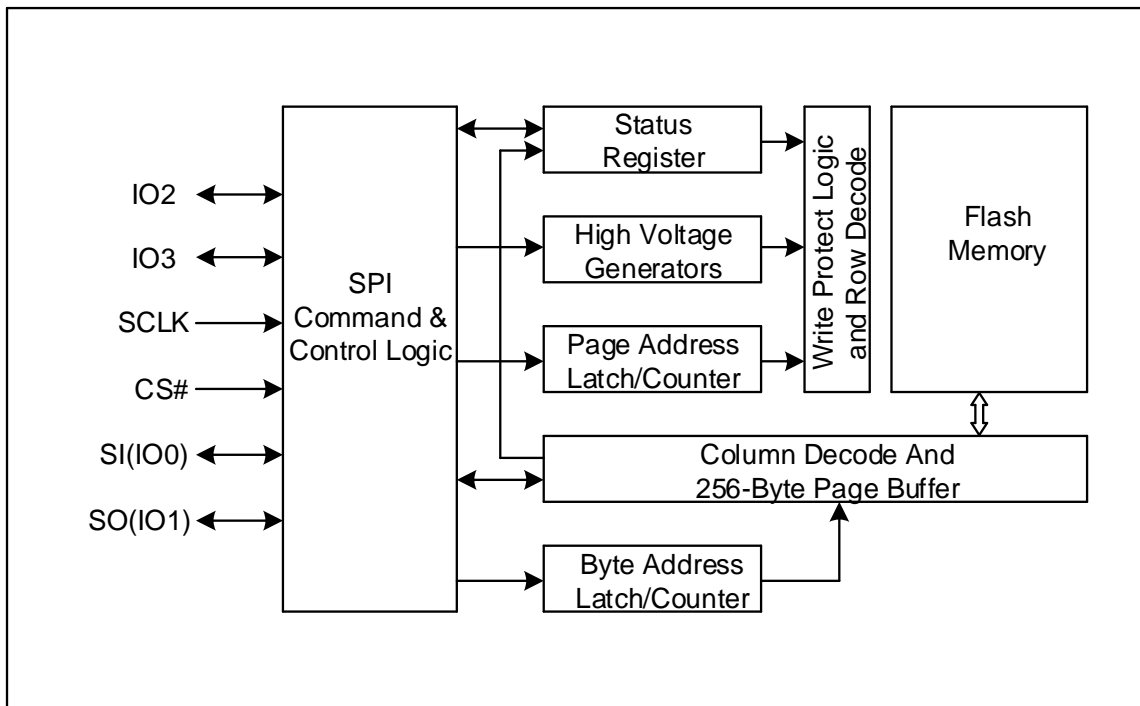 IO2
IO3
SCLK
CS#
SI(IO0)
SO(IO1)
SPI
Command &
Control Logic
Status
Register
High Voltage
Generators
Page Address
Latch/Counter
Write Protect Logic
and Row Decode
Flash
Memory
Column Decode And
256-Byte Page Buffer
Byte Address
Latch/Counter